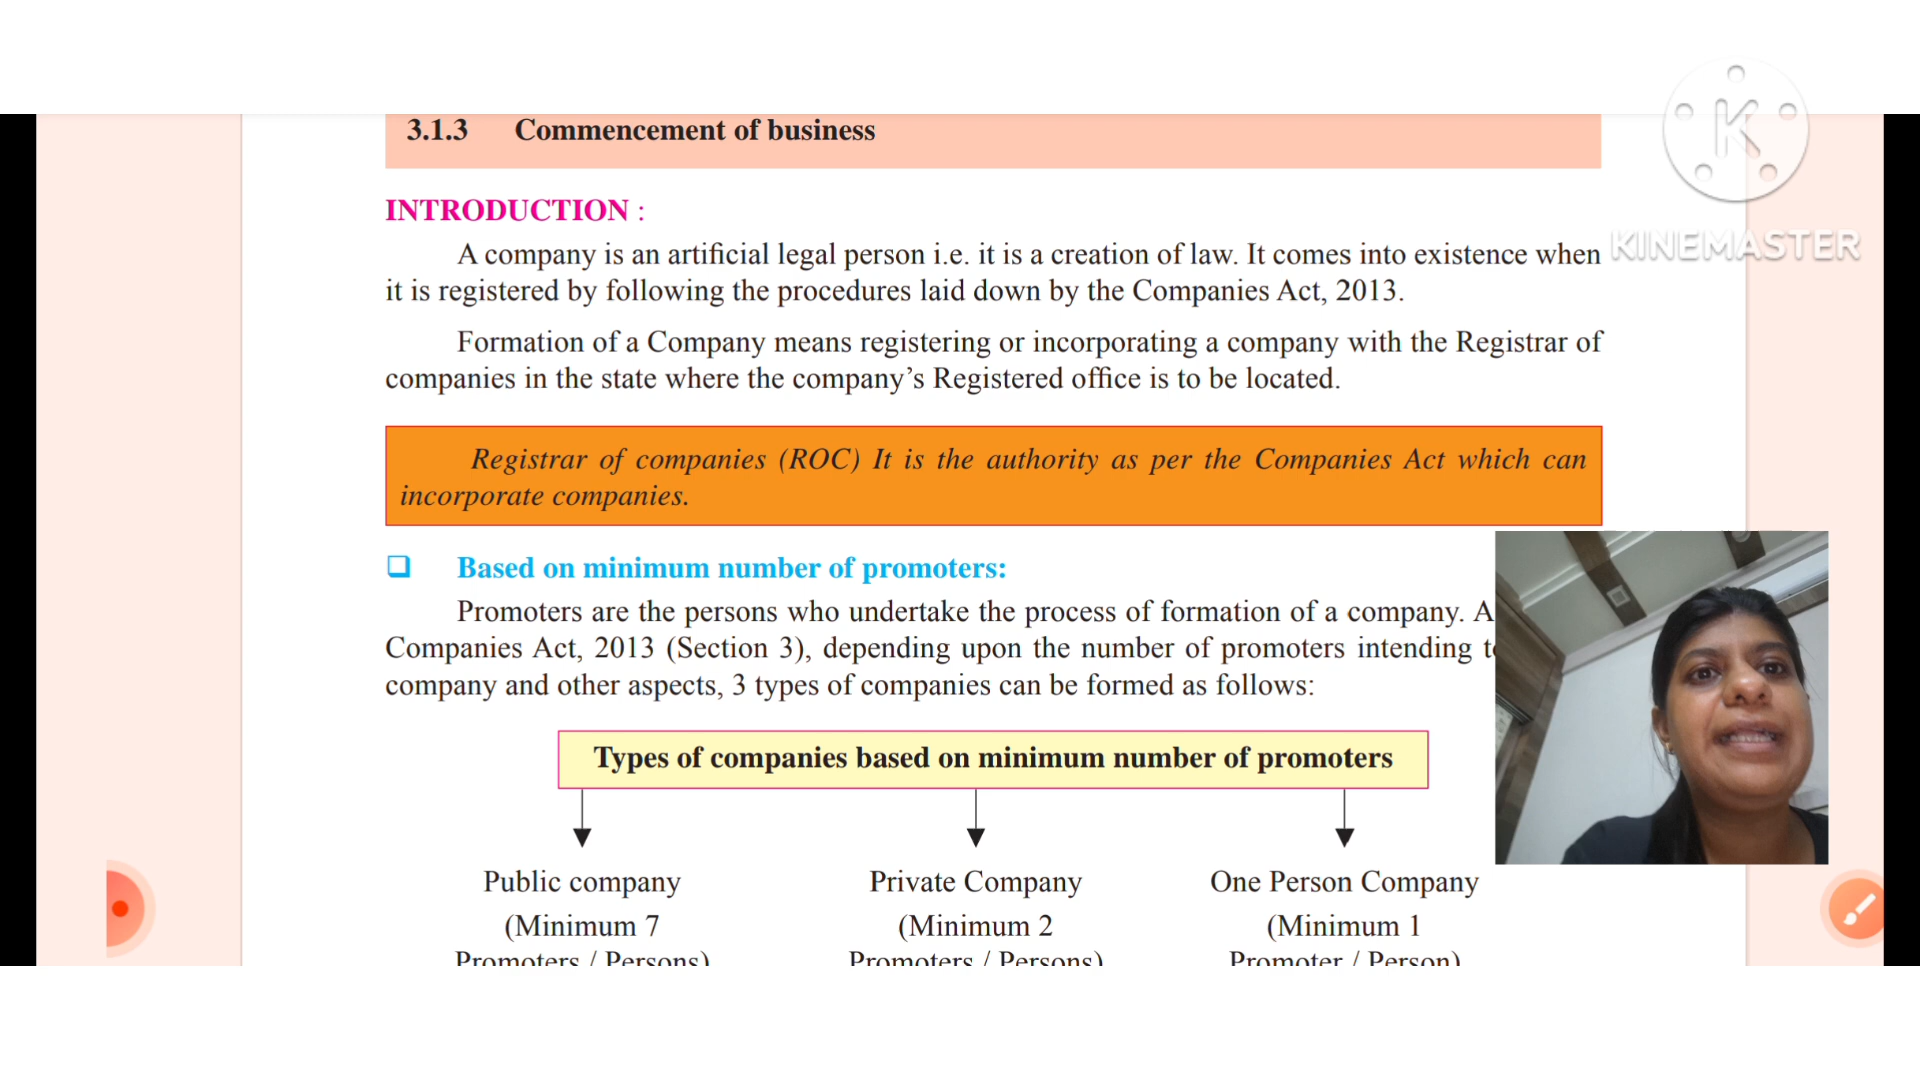 3.1.3 Commencement of business
INTRODUCTION :
A company is an artificial legal person i.e. it is a creation of law. It comes into existence when
it is registered by following the procedures laid down by the Companies Act, 2013.
Formation of a Company means registering or incorporating a company with the Registrar of
companies in the state where the company’s Registered office is to be located.
Registrar of companies (ROC) It is the authority as per the Companies Act which can
incorporate companies.
Based on minimum number of promoters:
Promoters are the persons who undertake the process of formation of a company. A
Companies Act, 2013 (Section 3), depending upon the number of promoters intending
company and other aspects, 3 types of companies can be formed as follows:
Types of companies based on minimum number of promoters
Public company Private Company One Person Company
(Minimum 7 (Minimum 2 (Minimum 1
Promoters / Persons) Promoters / Persons) Promoter / Person)
K
KINEMASTER